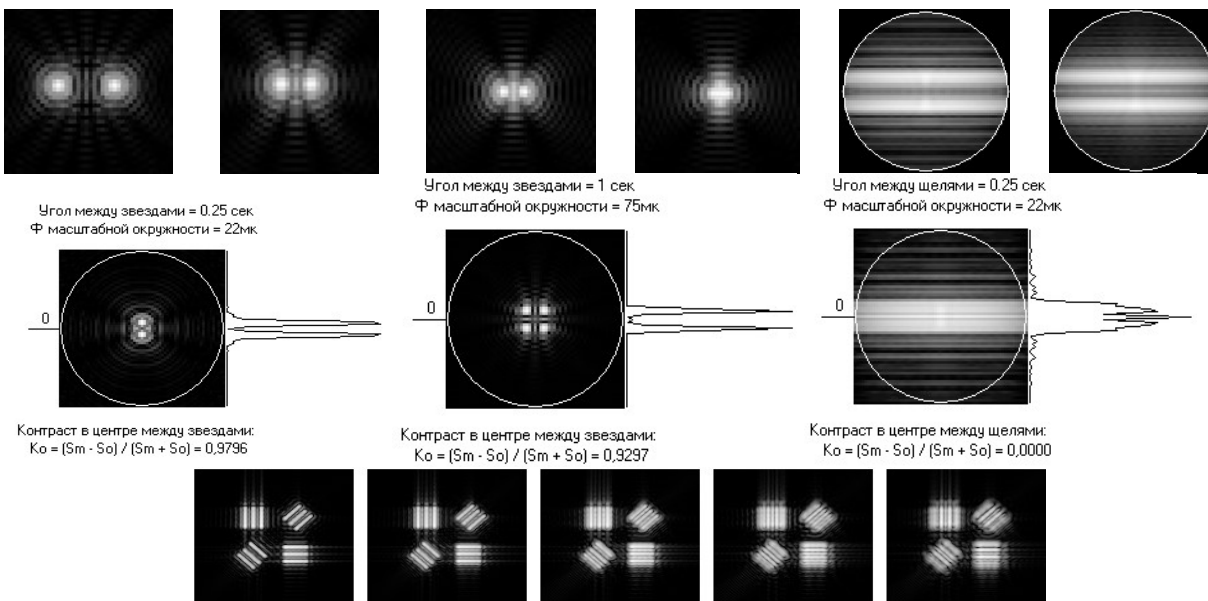 Угол между звездами = 0.25 сек
Ф масштабной окружности = 22мк
Угол между звездами = 1 сек
Ф масштабной окружности = 75мк
Угол между щелями = 0.25 сек
Ф масштабной окружности = 22мк
0
0
0
Контраст в центре между звездами:
Ko = (Sm - So) / (Sm + So) = 0,9796
Контраст в центре между звездами:
Ko = (Sm - So) / (Sm + So) = 0,9297
Контраст в центре между щелями:
Ko = (Sm - So) / (Sm + So) = 0,0000